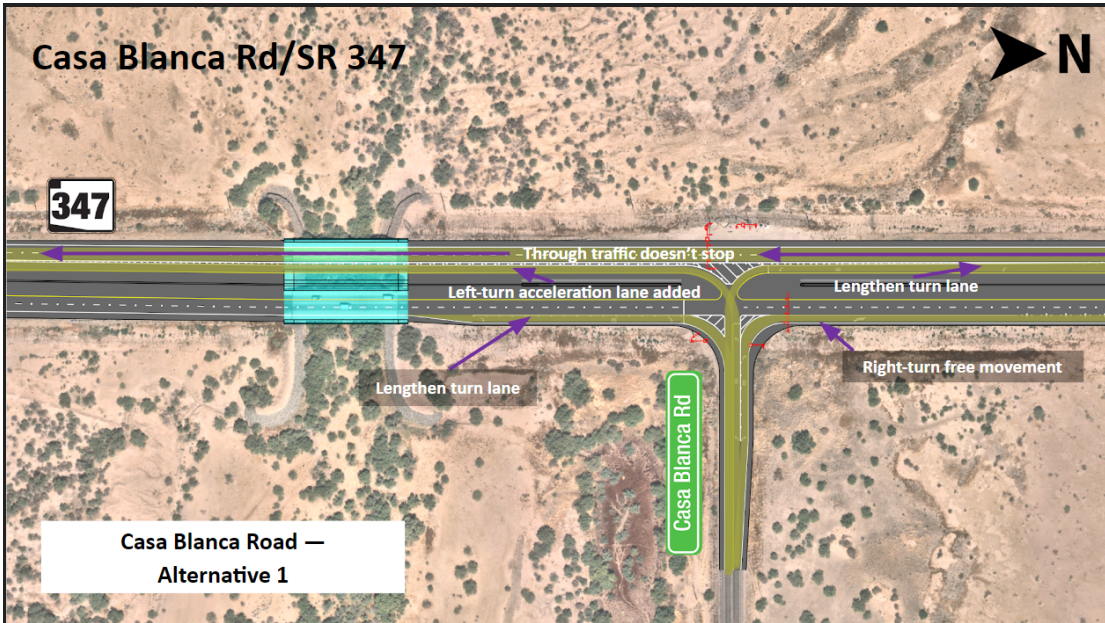 Casa Blanca Rd/SR 347
N
347
Through traffic doesn't stop
Left-turn acceleration lane added
Lengthen turn lane
Lengthen turn lane
Right-turn free movement
Casa Blanca Rd
Casa Blanca Road —
Alternative 1